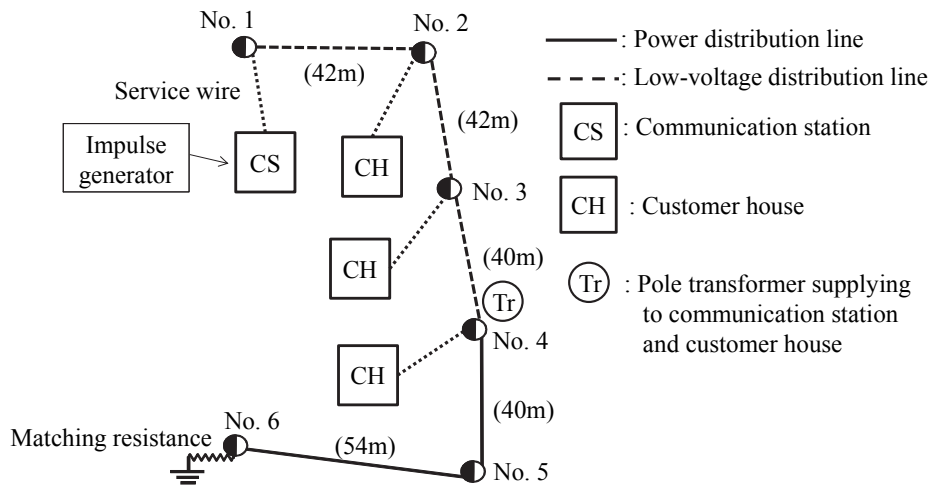 No. 1
No. 2
(42m)
Service wire
Impulse
generator
CS
CH
(42m)
No. 3
CH
(40m)
Tr
No. 4
CH
(40m)
No. 6
Matching resistance
(54m)
No. 5
: Power distribution line
: Low-voltage distribution line
CS
: Communication station
CH
: Customer house
Tr
: Pole transformer supplying
to communication station
and customer house